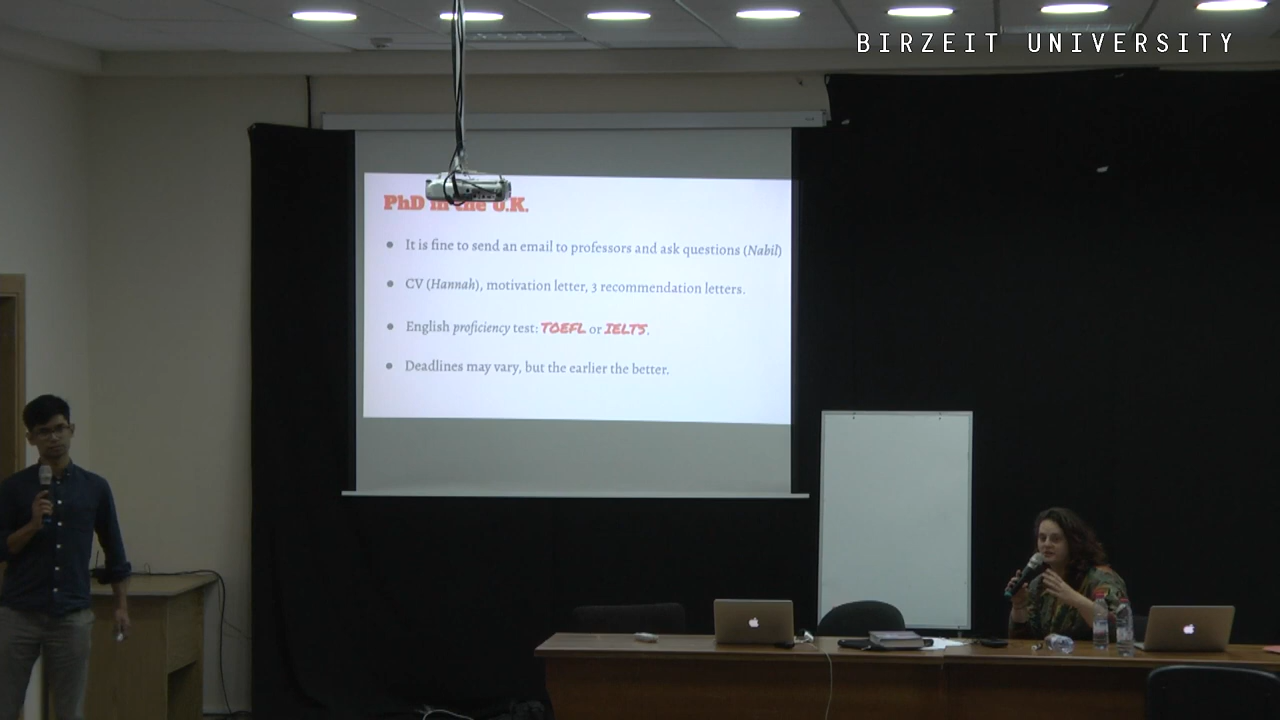 BIRZEIT UNIVERSITY
PhD in the U.K.
It is fine to send an email to professors and ask questions (Nabil)
CV (Hannah), motivation letter, 3 recommendation letters.
English proficiency test: TOEFL or IELTS.
Deadlines may vary, but the earlier the better.